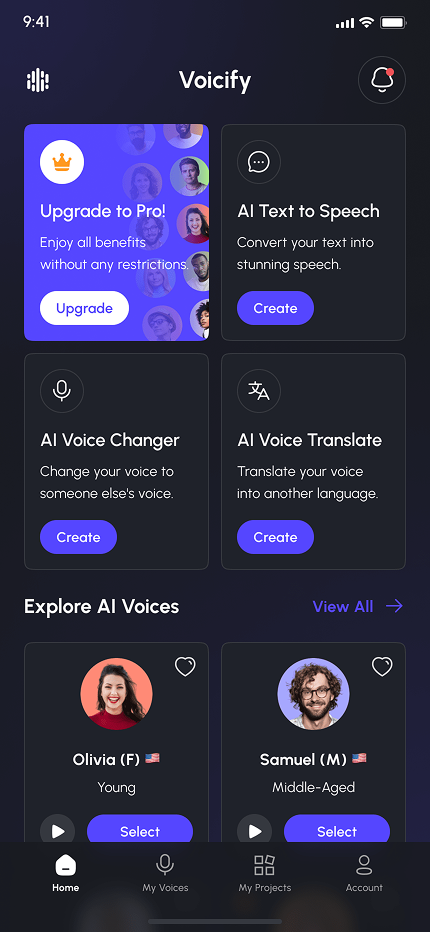 9:41
Voicify
Upgrade to Pro!
Enjoy all benefits
without any restrictions.
Upgrade
AI Text to Speech
Convert your text into
stunning speech.
Create
AI Voice Changer
Change your voice to
someone else's voice.
Create
AI Voice Translate
Translate your voice
into another language.
Create
Explore AI Voices
View All
Olivia (F)
Young
Select
Samuel (M)
Middle-Aged
Select
Home
My Voices
My Projects
Account